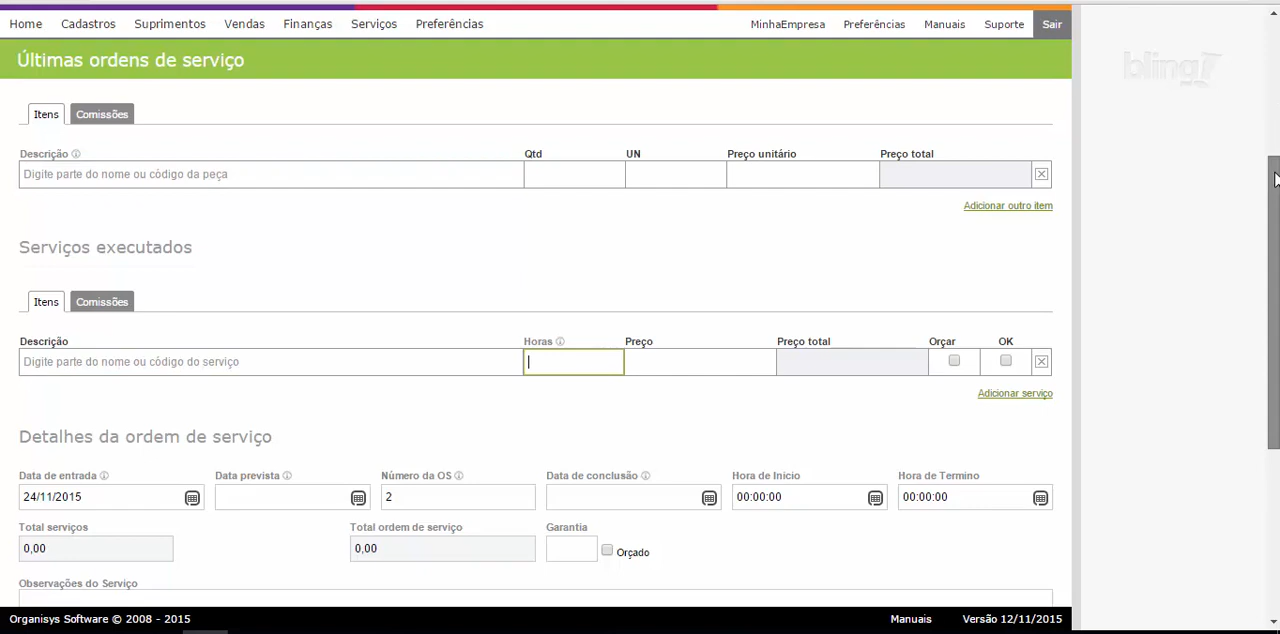 Home Cadastros Suprimentos Vendas Finanças Serviços Preferências MinhaEmpresa Preferências Manuais Suporte Sair
bling
Últimas ordens de serviço
Itens Comissões
Descrição Qtd UN Preço unitário Preço total
Digite parte do nome ou código da peça
Adicionar outro item
Serviços executados
Itens Comissões
Descrição Horas Preço Preço total Orçar OK
Digite parte do nome ou código do serviço
Adicionar serviço
Detalhes da ordem de serviço
Data de entrada Data prevista Número da OS Data de conclusão Hora de Inicio Hora de Termino
24/11/2015 2 00:00:00 00:00:00
Total serviços Total ordem de serviço Garantia
0,00 0,00 Orçado
Observações do Serviço
Organisys Software © 2008 - 2015 Manuais Versão 12/11/2015